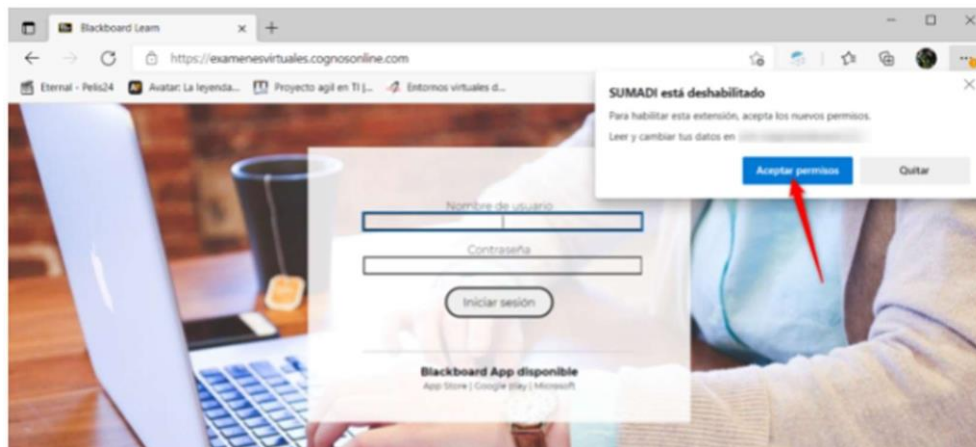 Blackboard Learn
https://examenesvirtuales.cognosonline.com
Eternal - Pelis24 Avatar: La leyenda... Proyecto agil en TI j... Entornos virtuales d...
SUMADI está deshabilitado
Para habilitar esta extensión, acepta los nuevos permisos.
Leer y cambiar tus datos en
Aceptar permisos Quitar
Nombre de usuario
Contraseña
Iniciar sesión
Blackboard App disponible
App Store | Google play | Microsoft